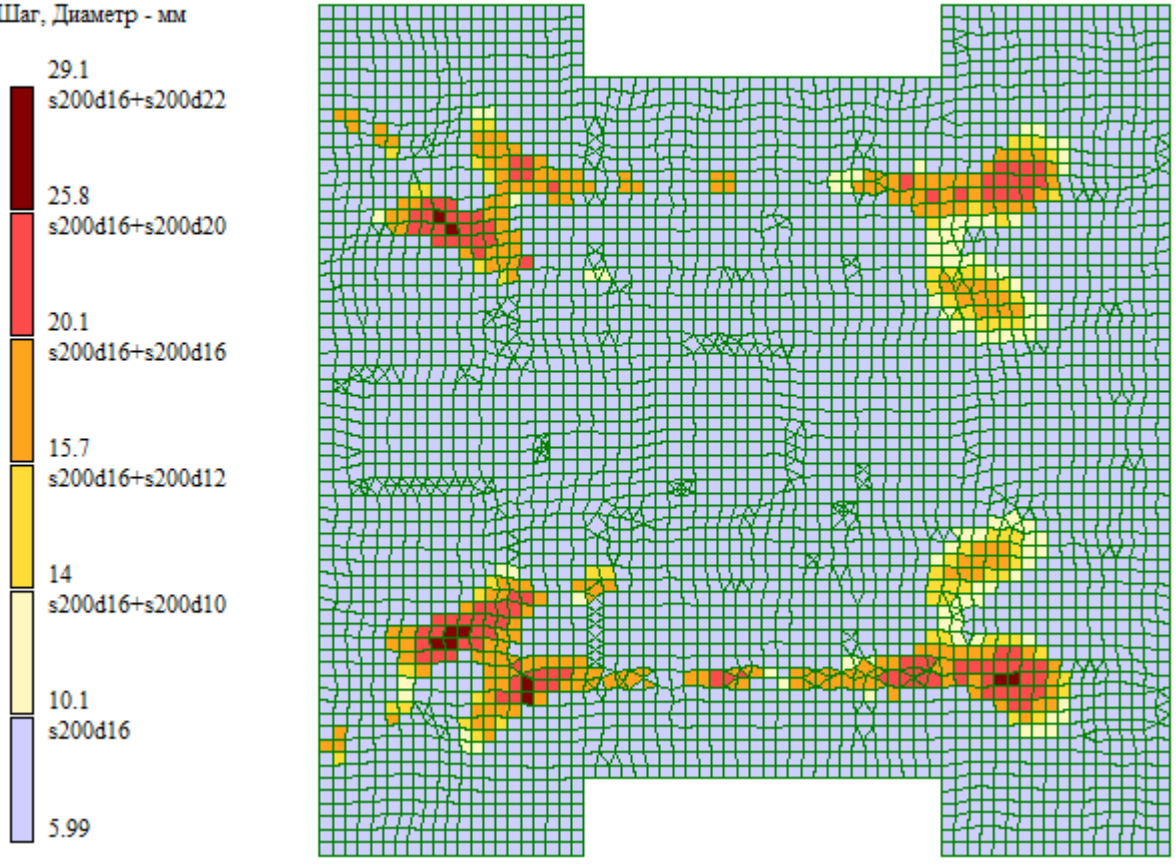 Шаг, Диаметр - мм
29.1
s200d16+s200d22
25.8
s200d16+s200d20
20.1
s200d16+s200d16
15.7
s200d16+s200d12
14
s200d16+s200d10
10.1
s200d16
5.99